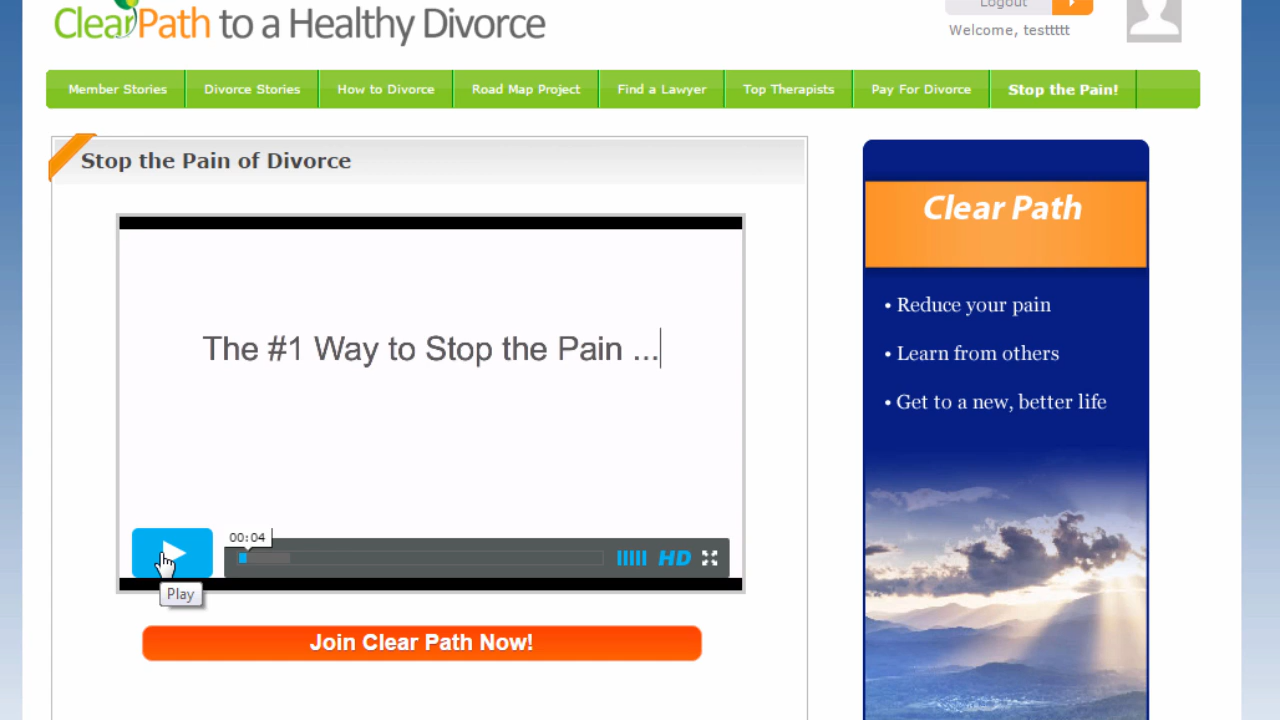 Logout
ClearPath to a Healthy Divorce
Welcome, testtttt
Member Stories
Divorce Stories
How to Divorce
Road Map Project
Find a Lawyer
Top Therapists
Pay For Divorce
Stop the Pain!
Stop the Pain of Divorce
Clear Path
• Reduce your pain
• Learn from others
• Get to a new, better life
The #1 Way to Stop the Pain ...
00:04
HD
Play
Join Clear Path Now!